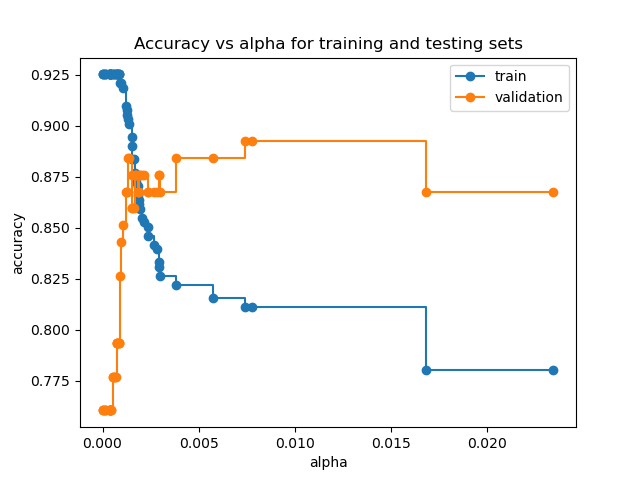 Accuracy vs alpha for training and testing sets
train
validation
0.925
0.900
0.875
0.850
0.825
0.800
0.775
accuracy
0.000
0.005
0.010
0.015
0.020
alpha